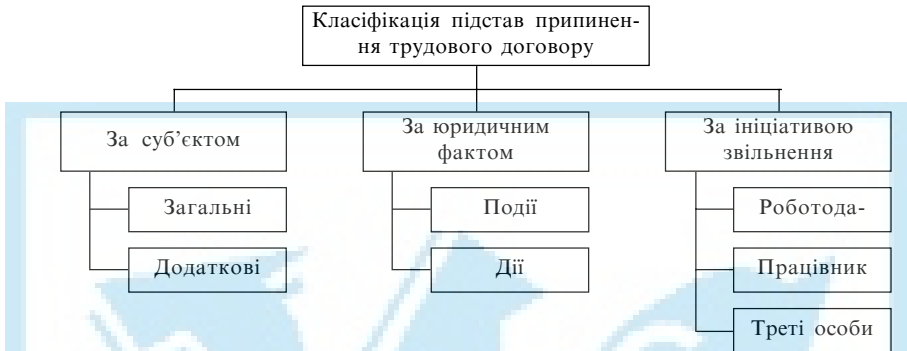 Класіфікація підстав припинен-
ня трудового договору
За суб’єктом
Загальні
Додаткові
За юридичним
фактом
Події
Дії
За ініціативою
звільнення
Роботода-
Працівник
Треті особи